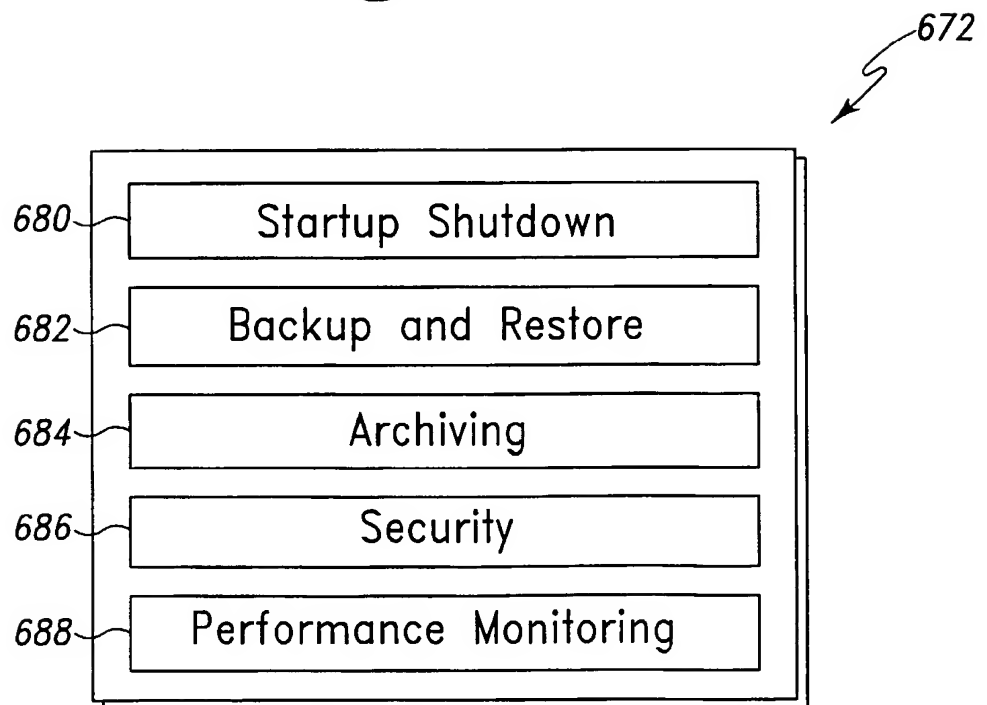 672
680 Startup Shutdown
682 Backup and Restore
684 Archiving
686 Security
688 Performance Monitoring